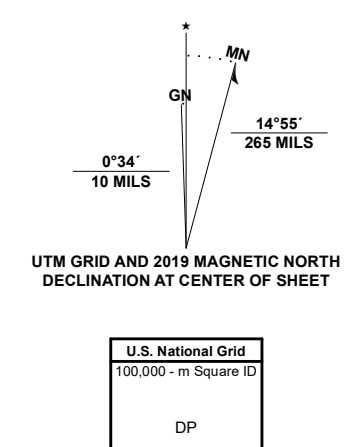 ★
MN
GN
14°55´
265 MILS
0°34´
10 MILS
UTM GRID AND 2019 MAGNETIC NORTH
DECLINATION AT CENTER OF SHEET
U.S. National Grid
100,000 - m Square ID
DP